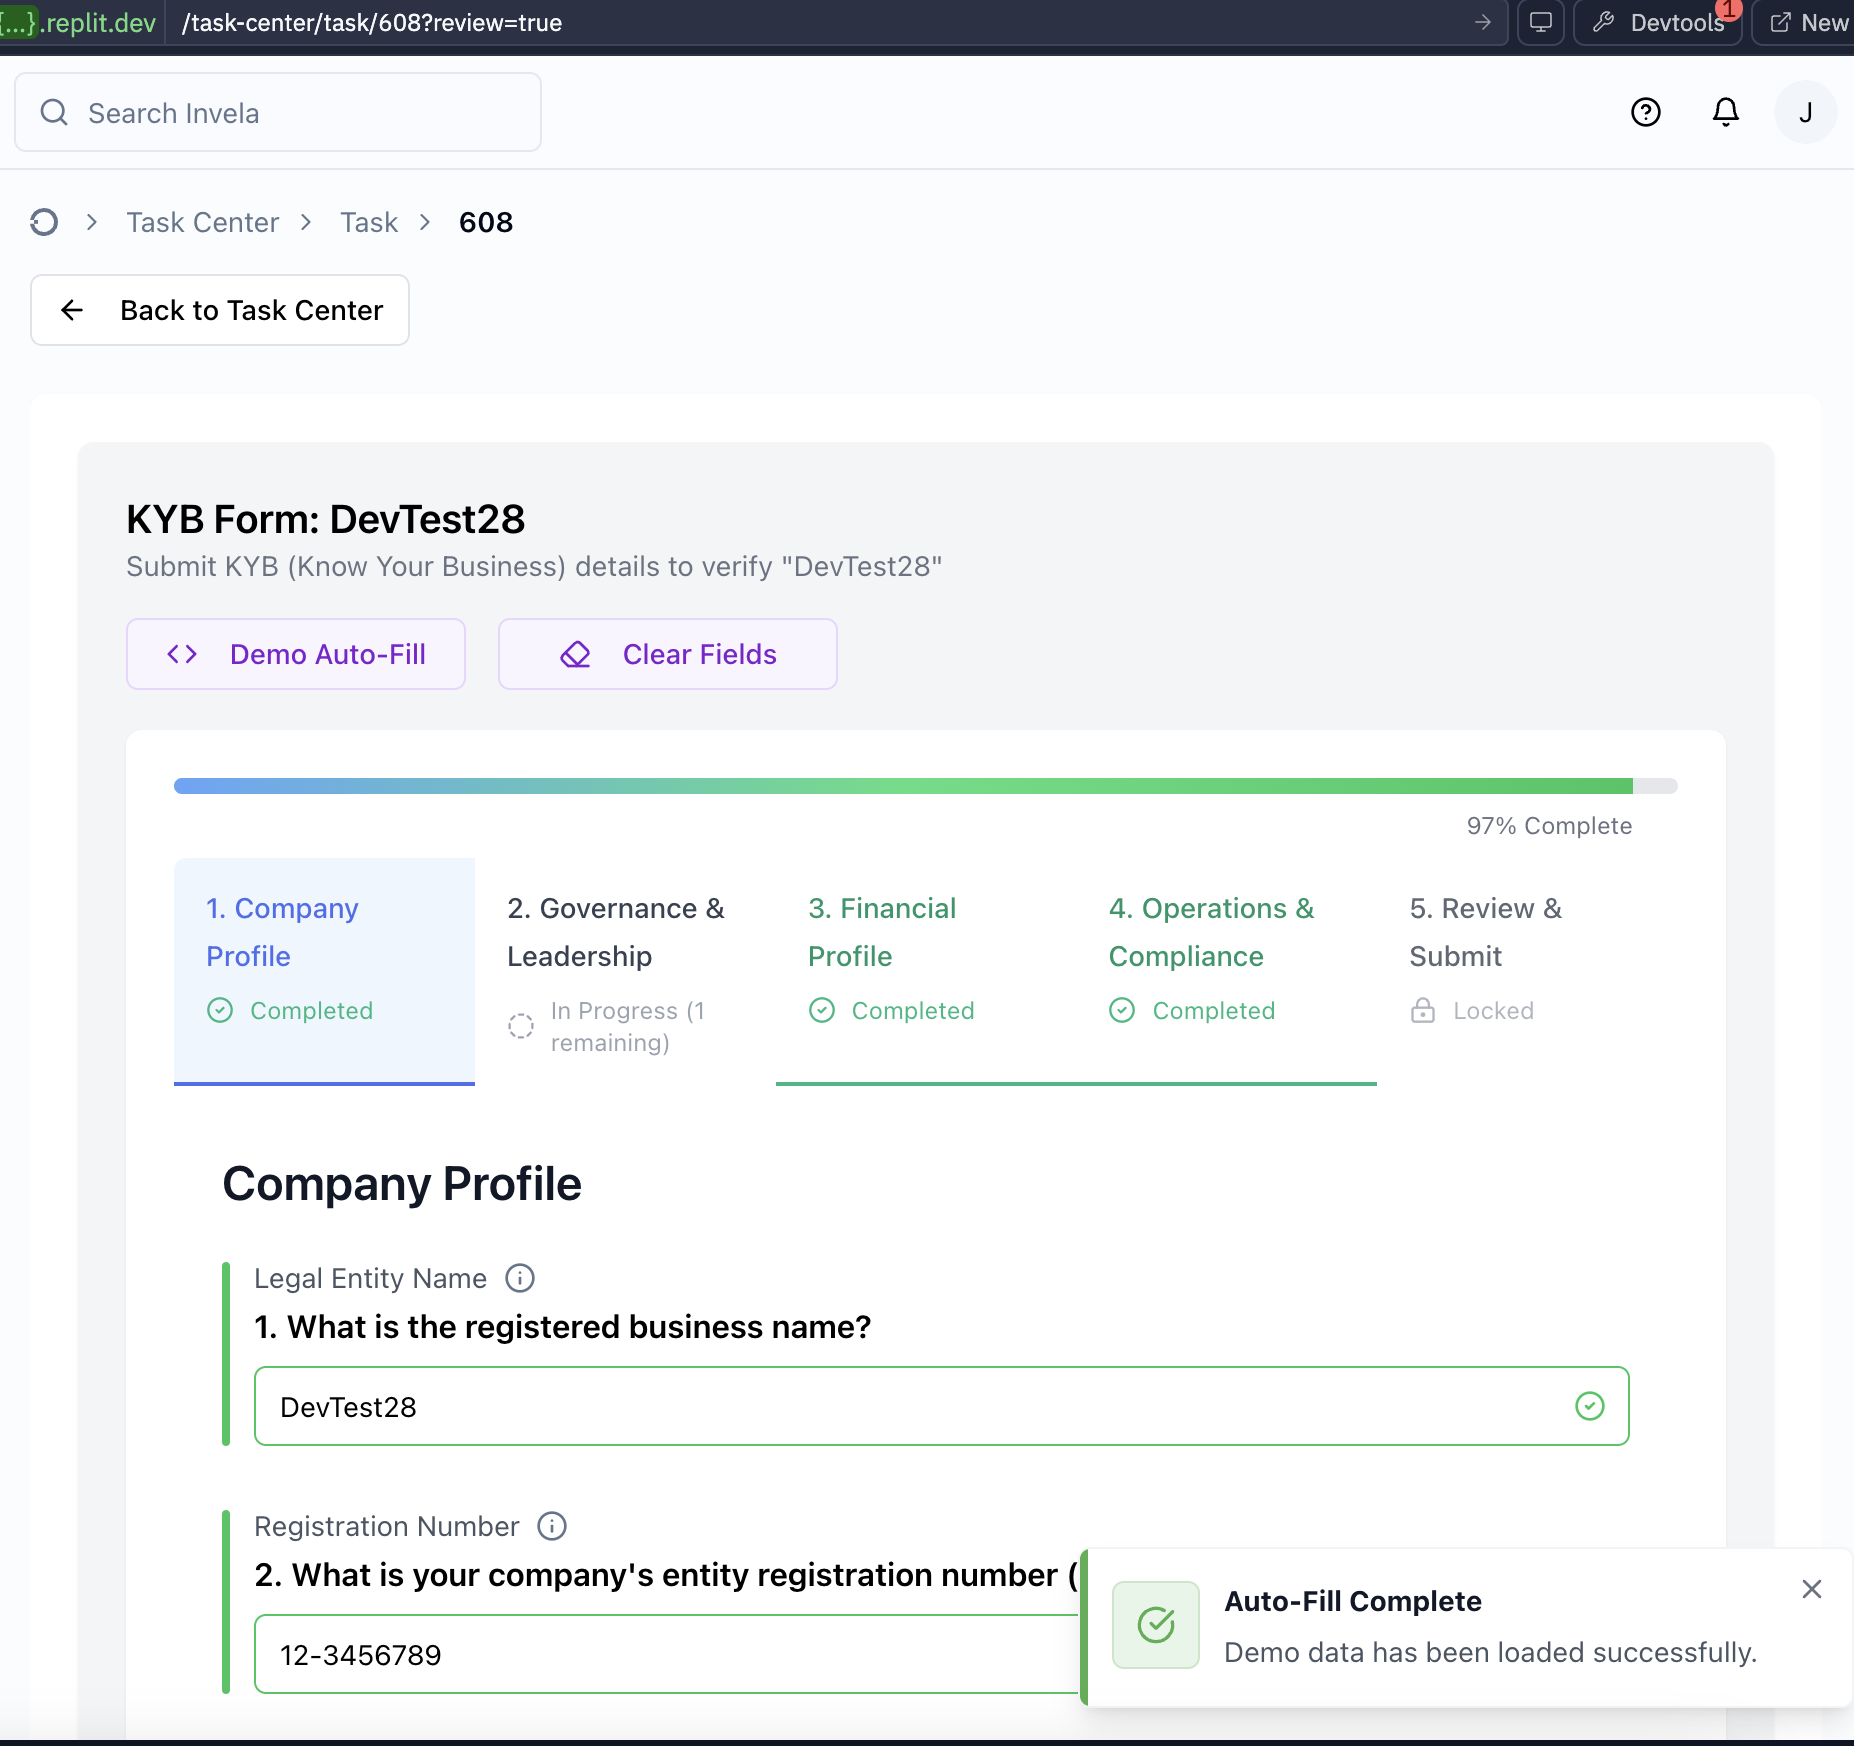 {...}.replit.dev /task-center/task/608?review=true Devtools 1 New
Search Invela J
Task Center Task 608
Back to Task Center
KYB Form: DevTest28
Submit KYB (Know Your Business) details to verify "DevTest28"
Demo Auto-Fill Clear Fields
97% Complete
1. Company Profile
Completed
2. Governance & Leadership
In Progress (1 remaining)
3. Financial Profile
Completed
4. Operations & Compliance
Completed
5. Review & Submit
Locked
Company Profile
Legal Entity Name
1. What is the registered business name?
DevTest28
Registration Number
2. What is your company's entity registration number (
12-3456789
Auto-Fill Complete
Demo data has been loaded successfully.